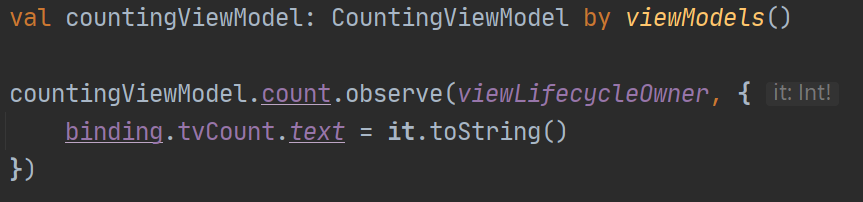 val countingViewModel: CountingViewModel by viewModels()
countingViewModel.count.observe(viewLifecycleOwner, { it: Int!
binding.tvCount.text = it.toString()
})